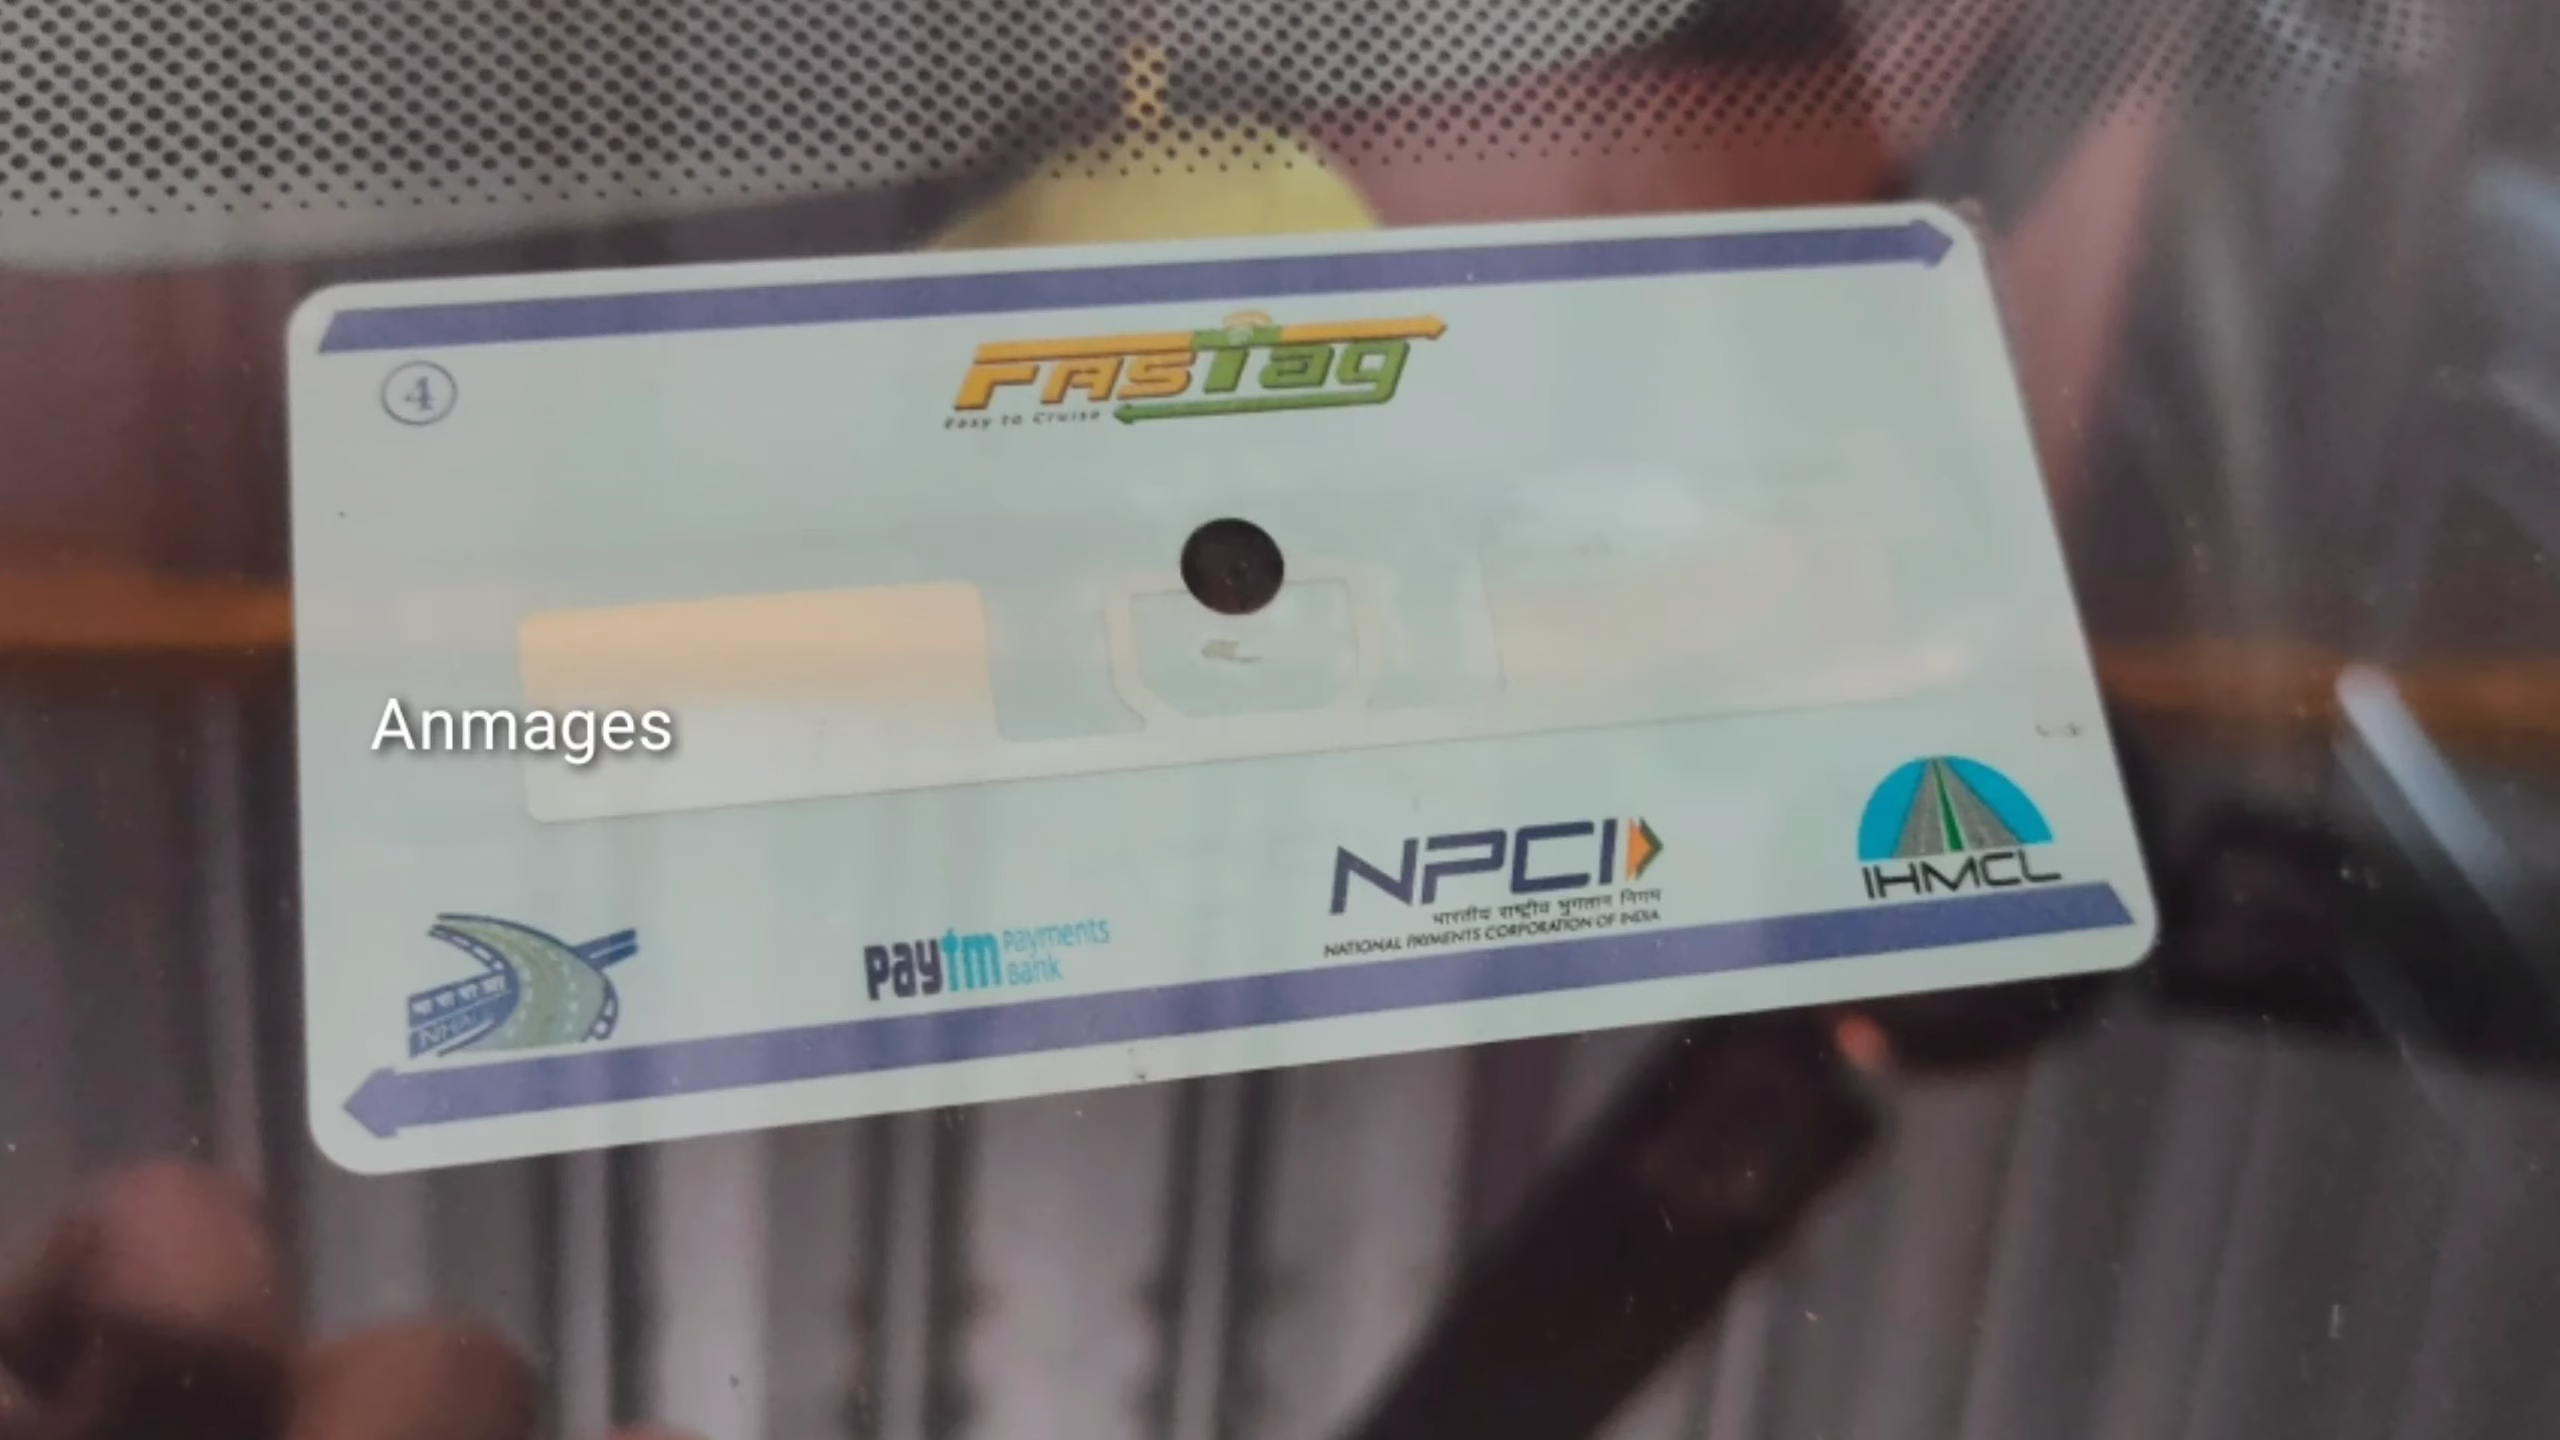 4
FASTag
Easy to Cruise
Anmages
NPCI
भारतीय राष्ट्रीय भुगतान निगम
NATIONAL PAYMENTS CORPORATION OF INDIA
IHMCL
paytm payments
bank
भा रा रा प्रा
NHAI